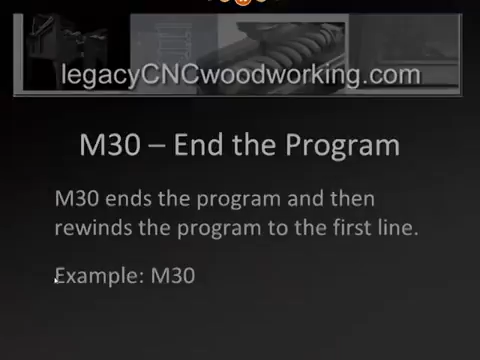 legacyCNCwoodworking.com
M30 – End the Program
M30 ends the program and then
rewinds the program to the first line.
Example: M30